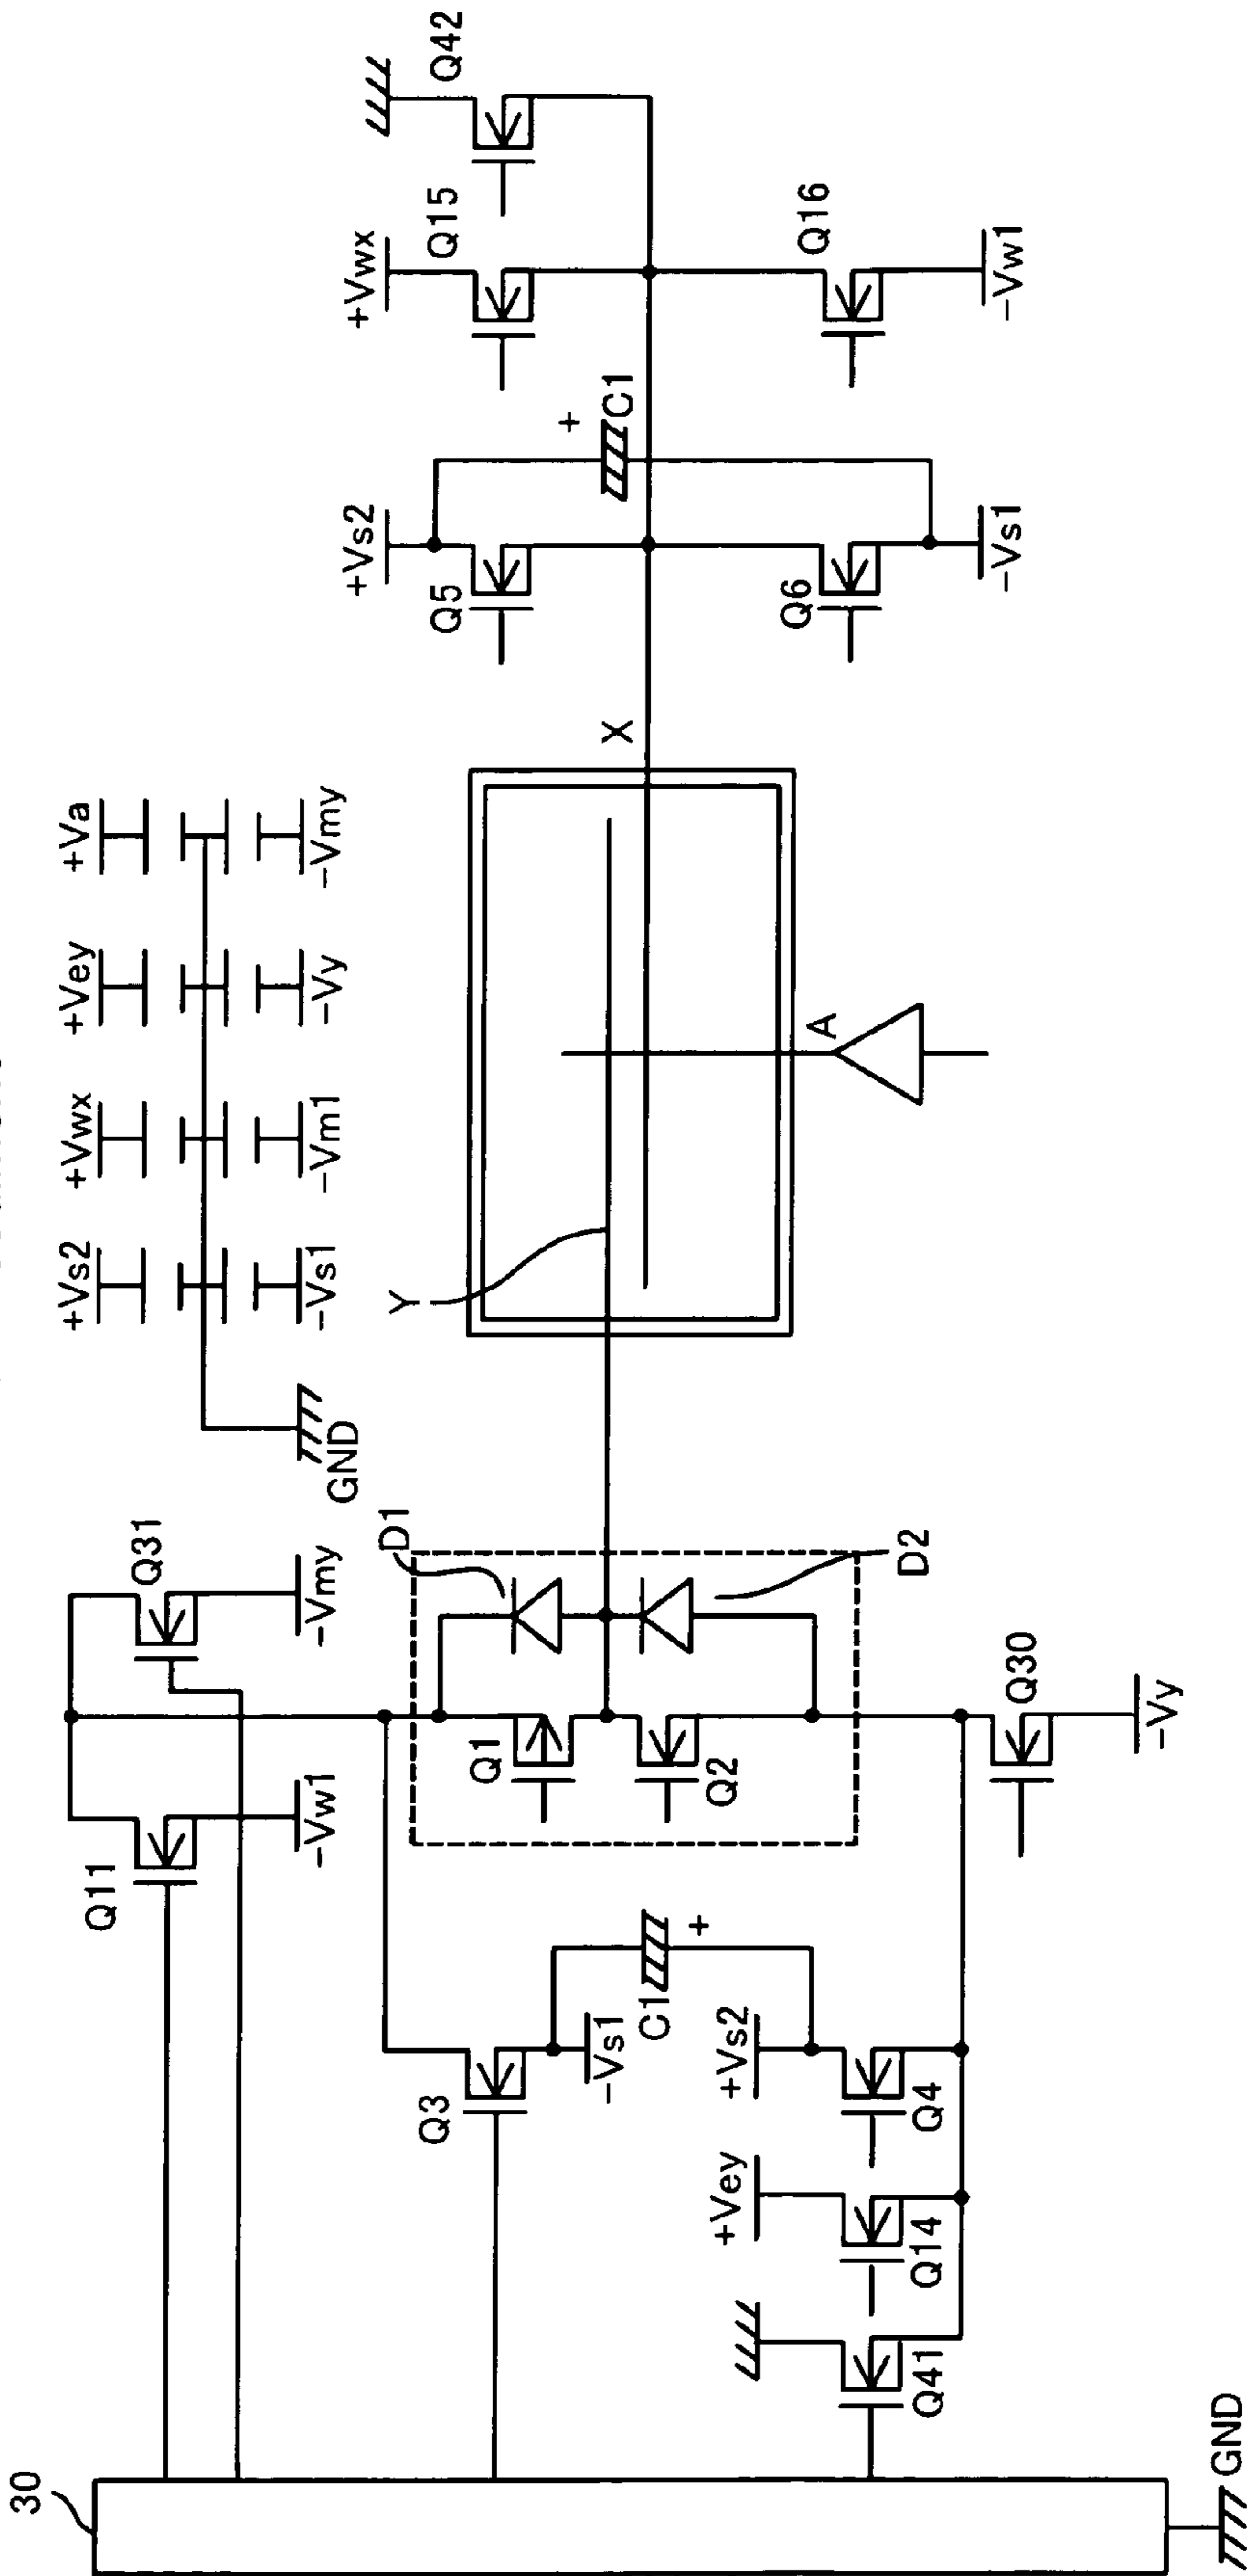 30
+Vs2
+Vwx
+Vey
+Va
Q11
Q31
-Vw1
-Vmy
GND
-Vs1
-Vm1
-Vy
-Vmy
+Vs2
+Vwx
Q15
Q42
D1
Y
Q3
Q1
Q5
-Vs1
C1
+
X
+
C1
+Vey
+Vs2
Q2
Q6
Q16
A
D2
Q41
Q14
Q4
-Vs1
-Vw1
Q30
-Vy
GND